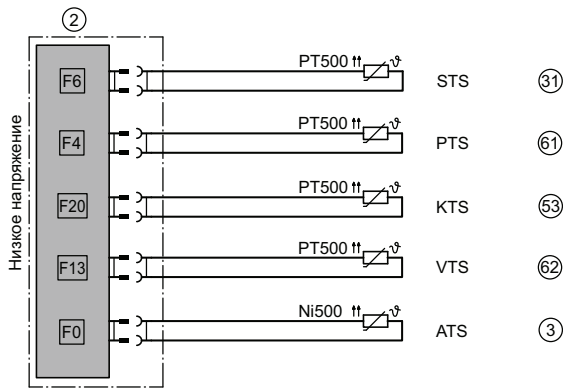 2
Низкое напряжение
F6 PT500 ϑ STS 31
F4 PT500 ϑ PTS 61
F20 PT500 ϑ KTS 53
F13 PT500 ϑ VTS 62
F0 Ni500 ϑ ATS 3